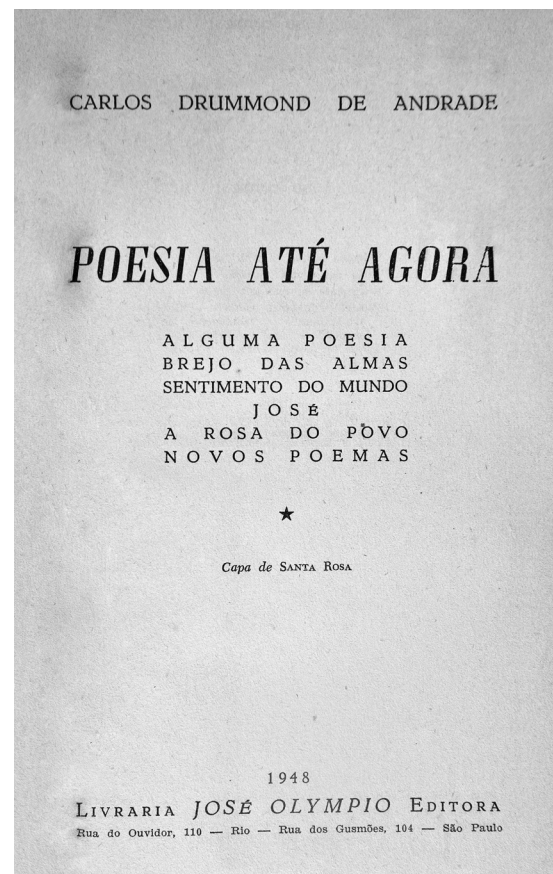 CARLOS DRUMMOND DE ANDRADE
POESIA ATÉ AGORA
ALGUMA POESIA
BREJO DAS ALMAS
SENTIMENTO DO MUNDO
JOSÉ
A ROSA DO POVO
NOVOS POEMAS
Capa de SANTA ROSA
1948
LIVRARIA JOSÉ OLYMPIO EDITORA
Rua do Ouvidor, 110 — Rio — Rua dos Gusmões, 104 — São Paulo